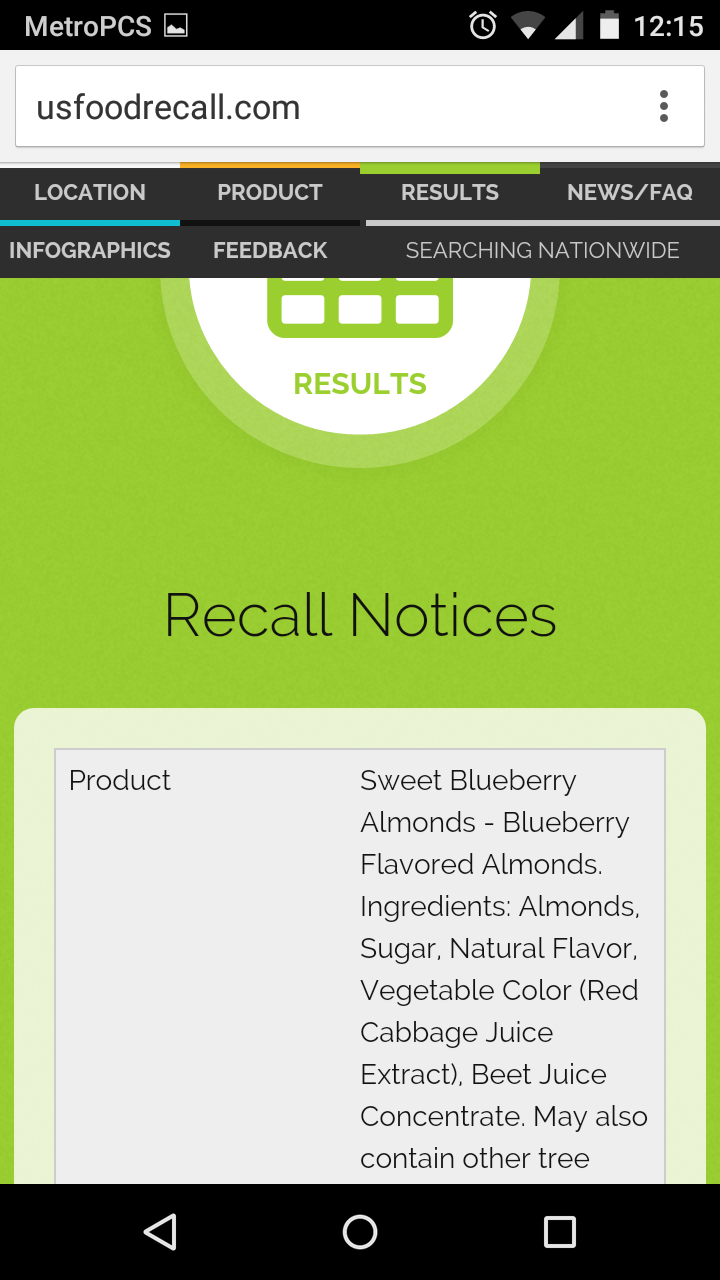 MetroPCS 12:15
usfoodrecall.com
LOCATION PRODUCT RESULTS NEWS/FAQ
INFOGRAPHICS FEEDBACK SEARCHING NATIONWIDE
RESULTS
Recall Notices
Product Sweet Blueberry
Almonds - Blueberry
Flavored Almonds.
Ingredients: Almonds,
Sugar, Natural Flavor,
Vegetable Color (Red
Cabbage Juice
Extract), Beet Juice
Concentrate. May also
contain other tree